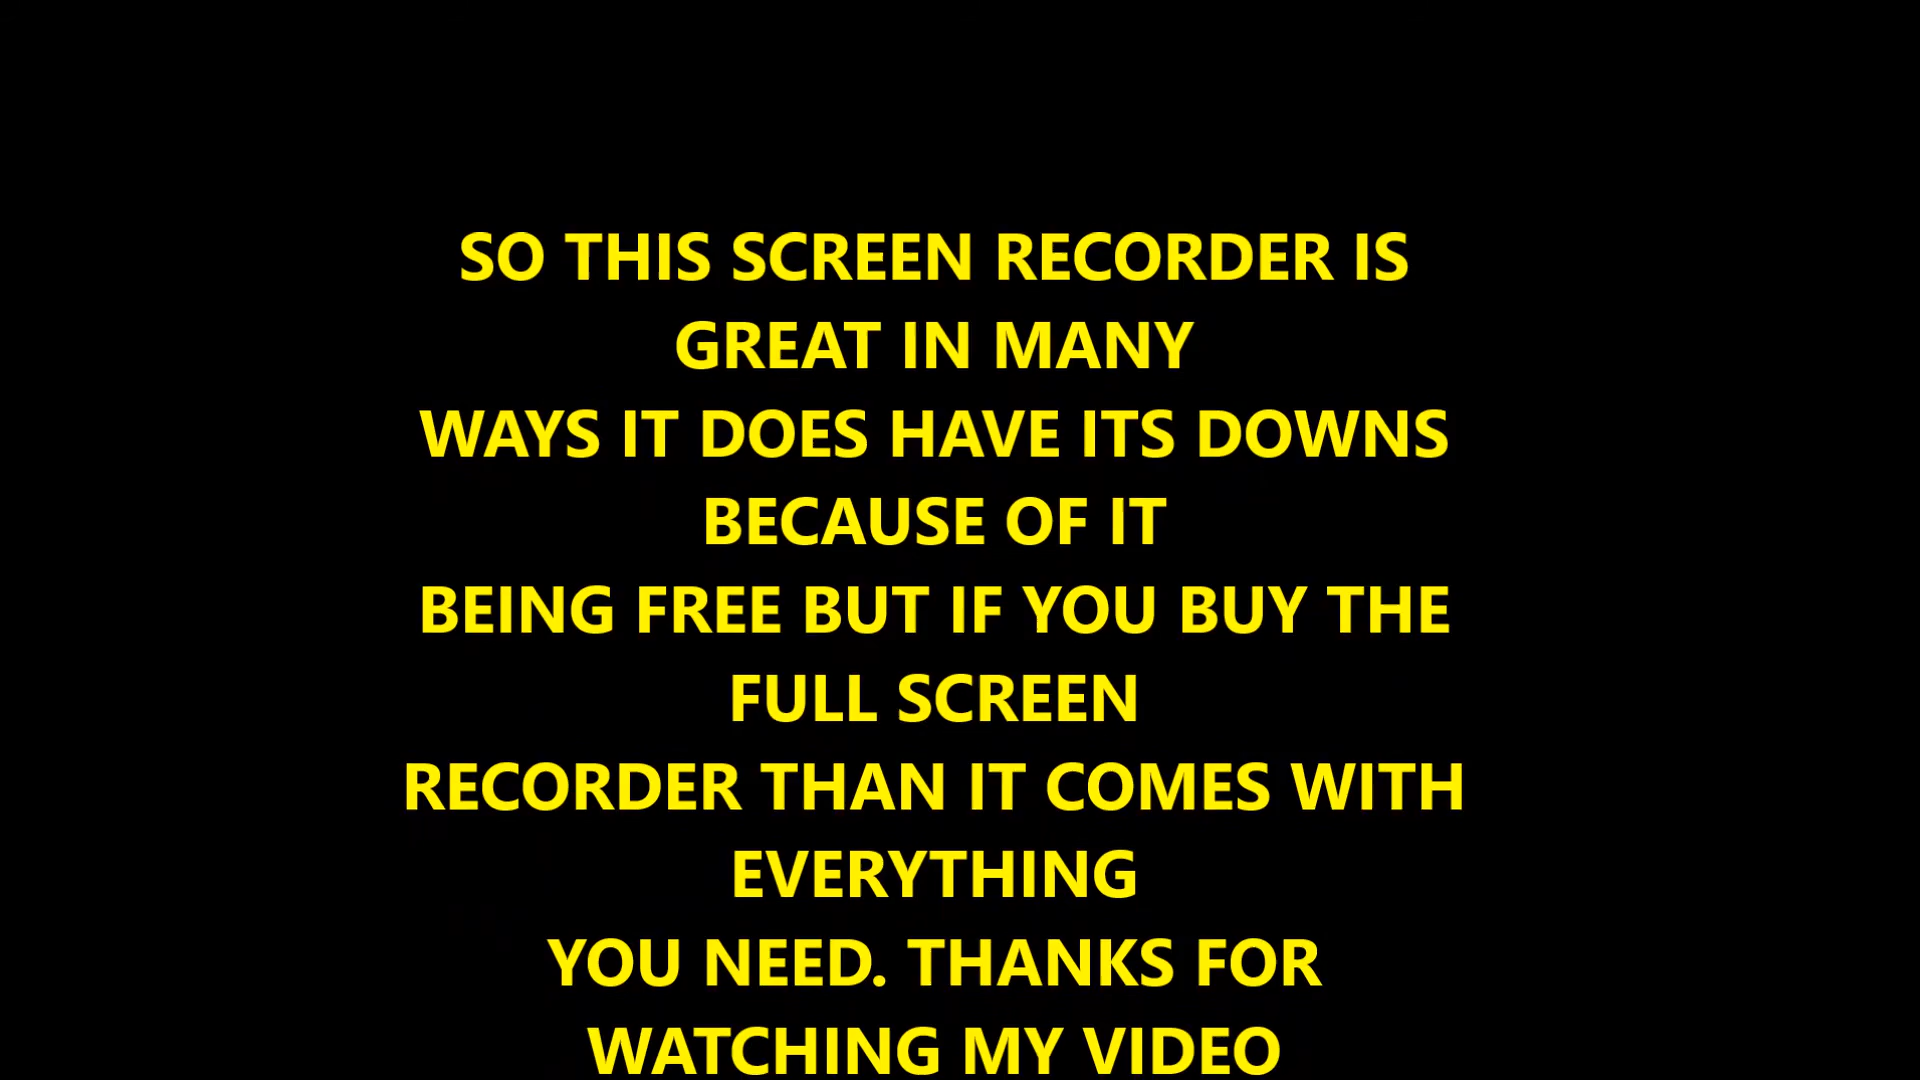 SO THIS SCREEN RECORDER IS
GREAT IN MANY
WAYS IT DOES HAVE ITS DOWNS
BECAUSE OF IT
BEING FREE BUT IF YOU BUY THE
FULL SCREEN
RECORDER THAN IT COMES WITH
EVERYTHING
YOU NEED. THANKS FOR
WATCHING MY VIDEO